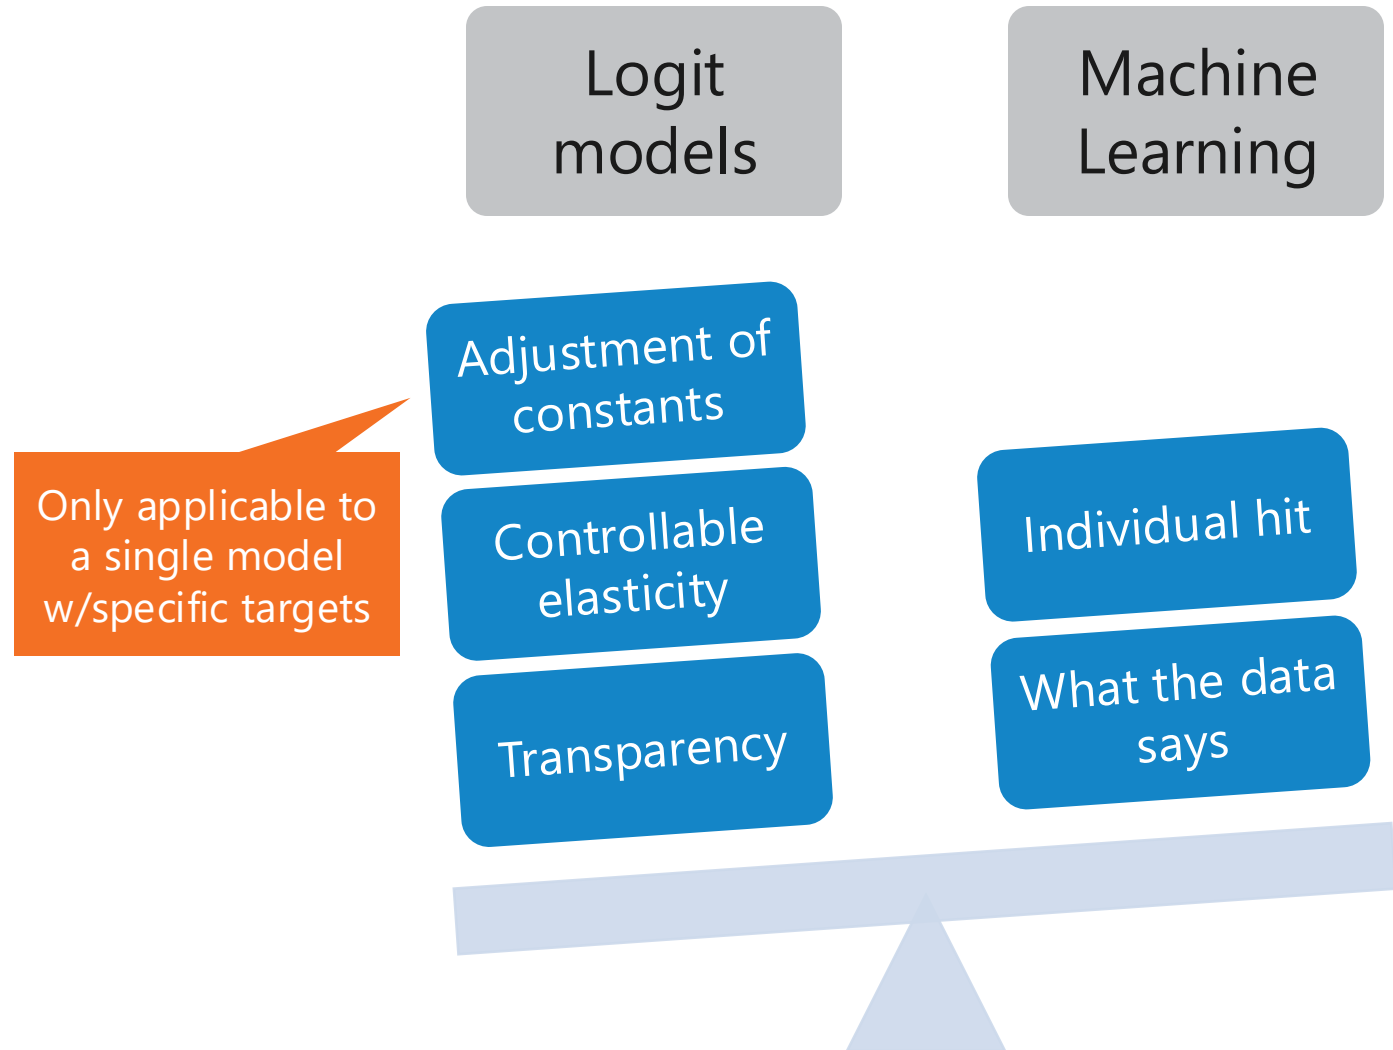 Logit
models
Machine
Learning
Adjustment of
constants
Controllable
elasticity
Transparency
Only applicable to
a single model
w/specific targets
Individual hit
What the data
says